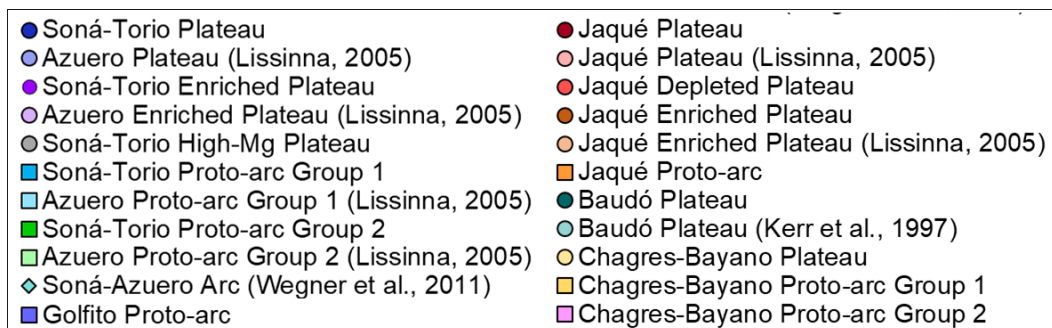 Soná-Torio Plateau
Azuero Plateau (Lissinna, 2005)
Soná-Torio Enriched Plateau
Azuero Enriched Plateau (Lissinna, 2005)
Soná-Torio High-Mg Plateau
Soná-Torio Proto-arc Group 1
Azuero Proto-arc Group 1 (Lissinna, 2005)
Soná-Torio Proto-arc Group 2
Azuero Proto-arc Group 2 (Lissinna, 2005)
Soná-Azuero Arc (Wegner et al., 2011)
Golfito Proto-arc
Jaqué Plateau
Jaqué Plateau (Lissinna, 2005)
Jaqué Depleted Plateau
Jaqué Enriched Plateau
Jaqué Enriched Plateau (Lissinna, 2005)
Jaqué Proto-arc
Baudó Plateau
Baudó Plateau (Kerr et al., 1997)
Chagres-Bayano Plateau
Chagres-Bayano Proto-arc Group 1
Chagres-Bayano Proto-arc Group 2